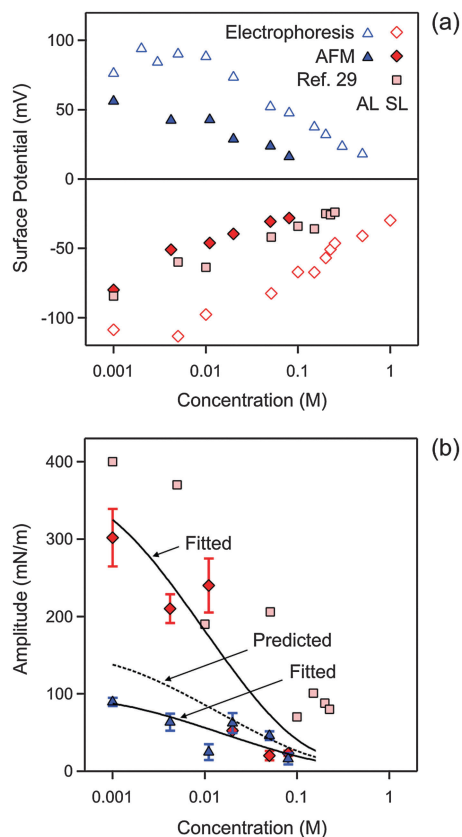 (a)
Electrophoresis
AFM
Ref. 29
AL SL
100
50
0
-50
-100
Surface Potential (mV)
0.001
0.01
0.1
1
Concentration (M)
(b)
400
300
200
100
0
Amplitude (mN/m)
Fitted
Predicted
Fitted
0.001
0.01
0.1
1
Concentration (M)